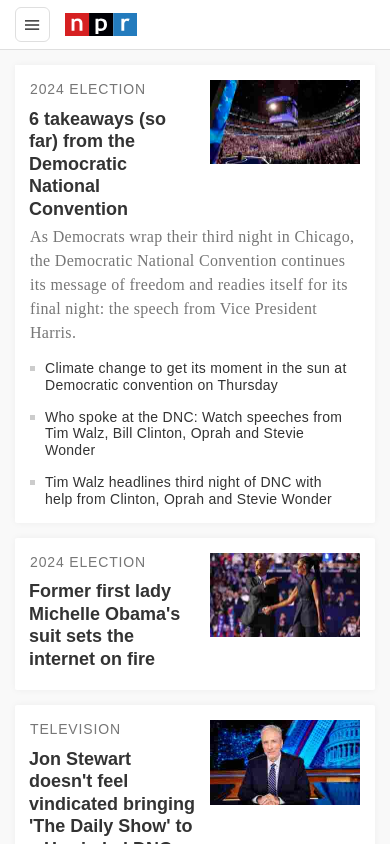 npr
2024 ELECTION
6 takeaways (so
far) from the
Democratic
National
Convention
As Democrats wrap their third night in Chicago,
the Democratic National Convention continues
its message of freedom and readies itself for its
final night: the speech from Vice President
Harris.
Climate change to get its moment in the sun at
Democratic convention on Thursday
Who spoke at the DNC: Watch speeches from
Tim Walz, Bill Clinton, Oprah and Stevie
Wonder
Tim Walz headlines third night of DNC with
help from Clinton, Oprah and Stevie Wonder
2024 ELECTION
Former first lady
Michelle Obama's
suit sets the
internet on fire
TELEVISION
Jon Stewart
doesn't feel
vindicated bringing
'The Daily Show' to